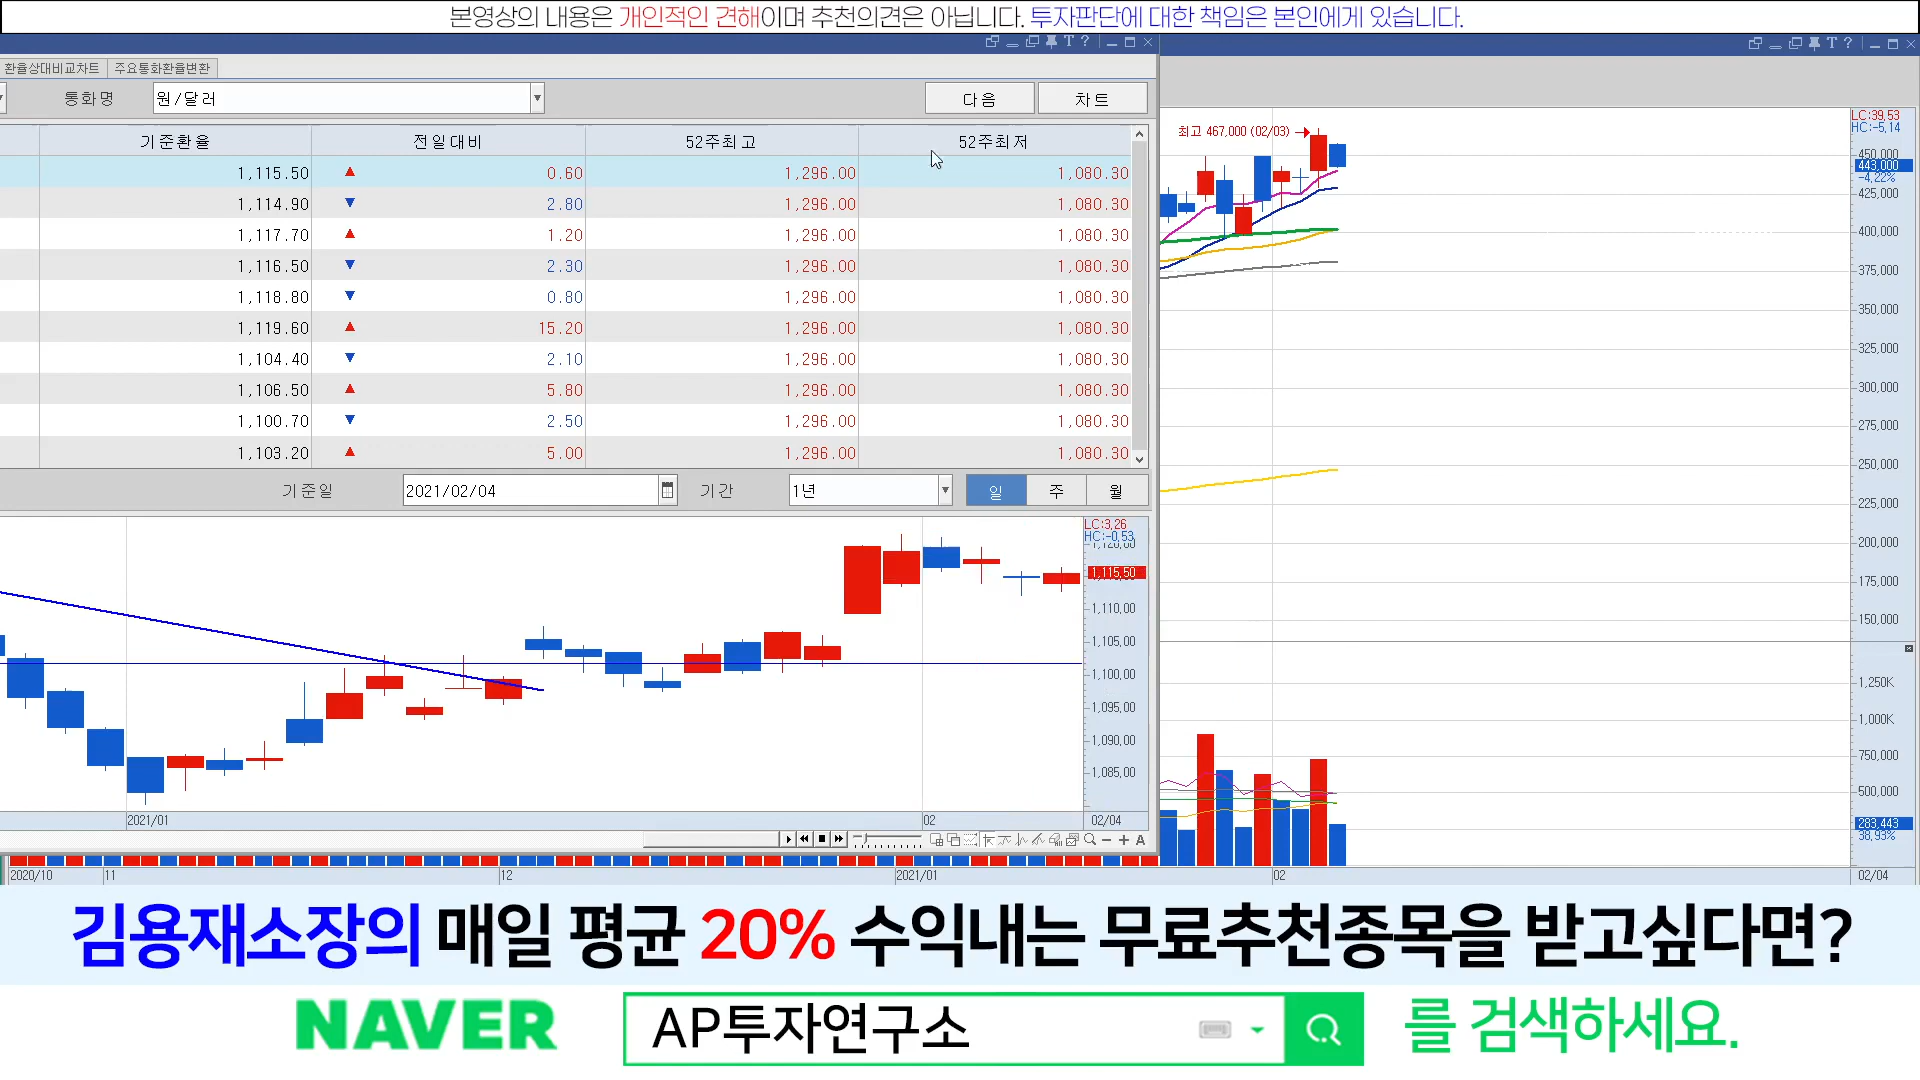 본영상의 내용은 개인적인 견해이며 추천의견은 아닙니다. 투자판단에 대한 책임은 본인에게 있습니다.
환율상대비교차트 주요통화환율변환
통화명 원/달러 다음 차트
기준환율 전일대비 52주최고 52주최저
1,115.50 ▲ 0.60 1,296.00 1,080.30
1,114.90 ▼ 2.80 1,296.00 1,080.30
1,117.70 ▲ 1.20 1,296.00 1,080.30
1,116.50 ▼ 2.30 1,296.00 1,080.30
1,118.80 ▼ 0.80 1,296.00 1,080.30
1,119.60 ▲ 15.20 1,296.00 1,080.30
1,104.40 ▼ 2.10 1,296.00 1,080.30
1,106.50 ▲ 5.80 1,296.00 1,080.30
1,100.70 ▼ 2.50 1,296.00 1,080.30
1,103.20 ▲ 5.00 1,296.00 1,080.30
기준일 2021/02/04 기간 1년 일 주 월
LC:3,26
HC:-0,53
1,120,00
1,115,50
1,110,00
1,105,00
1,100,00
1,095,00
1,090,00
1,085,00
2021/01 02 02/04
최고 467,000 (02/03)
LC:39,53
HC:-5,14
450,000
443,000
-4,22%
425,000
400,000
375,000
350,000
325,000
300,000
275,000
250,000
225,000
200,000
175,000
150,000
1,250K
1,000K
750,000
500,000
283,443
38,93%
2020/10 11 12 2021/01 02 02/04
김용재소장의 매일 평균 20% 수익내는 무료추천종목을 받고싶다면?
NAVER AP투자연구소 를 검색하세요.